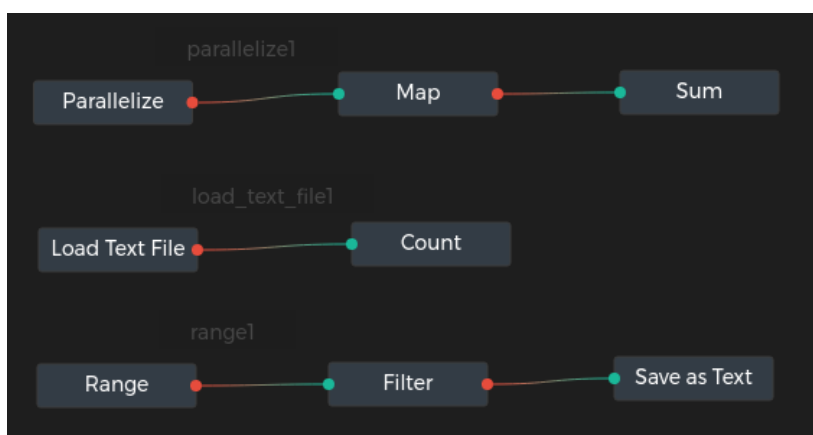 parallelize1
Parallelize Map Sum
load_text_file1
Load Text File Count
range1
Range Filter Save as Text